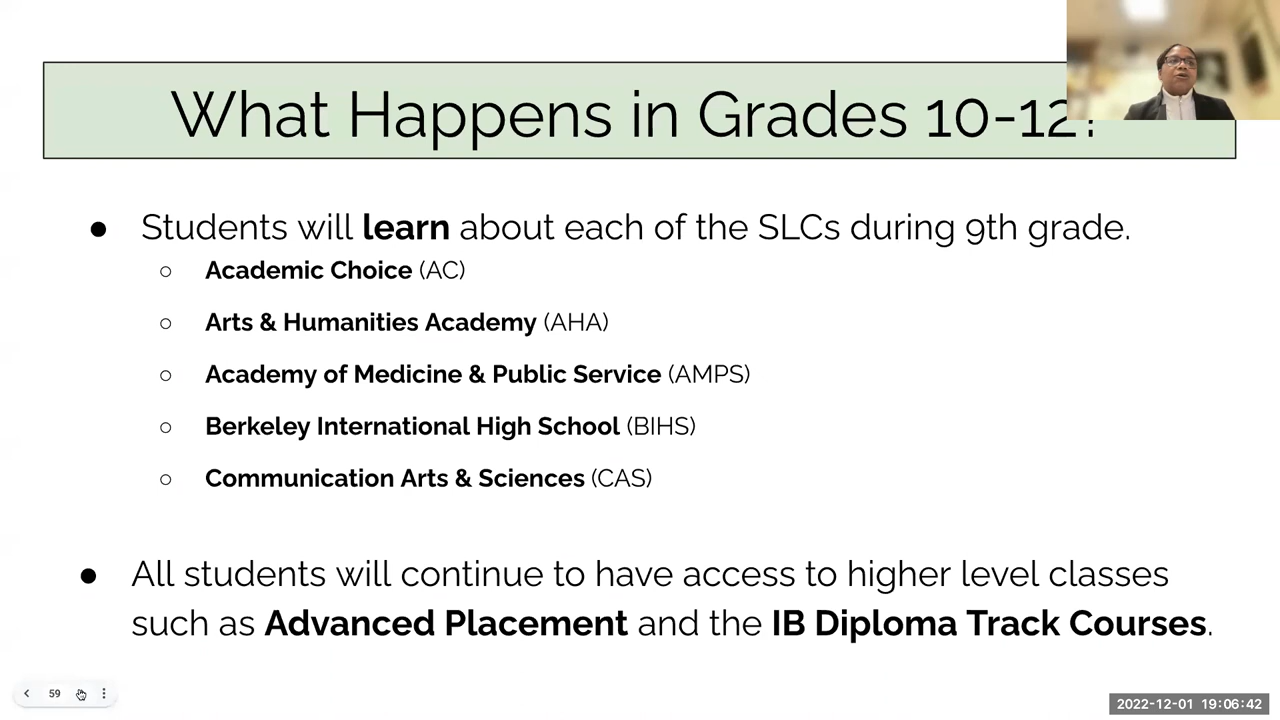 What Happens in Grades 10-12?
● Students will learn about each of the SLCs during 9th grade.
○ Academic Choice (AC)
○ Arts & Humanities Academy (AHA)
○ Academy of Medicine & Public Service (AMPS)
○ Berkeley International High School (BIHS)
○ Communication Arts & Sciences (CAS)
● All students will continue to have access to higher level classes
such as Advanced Placement and the IB Diploma Track Courses.
59
2022-12-01 19:06:42